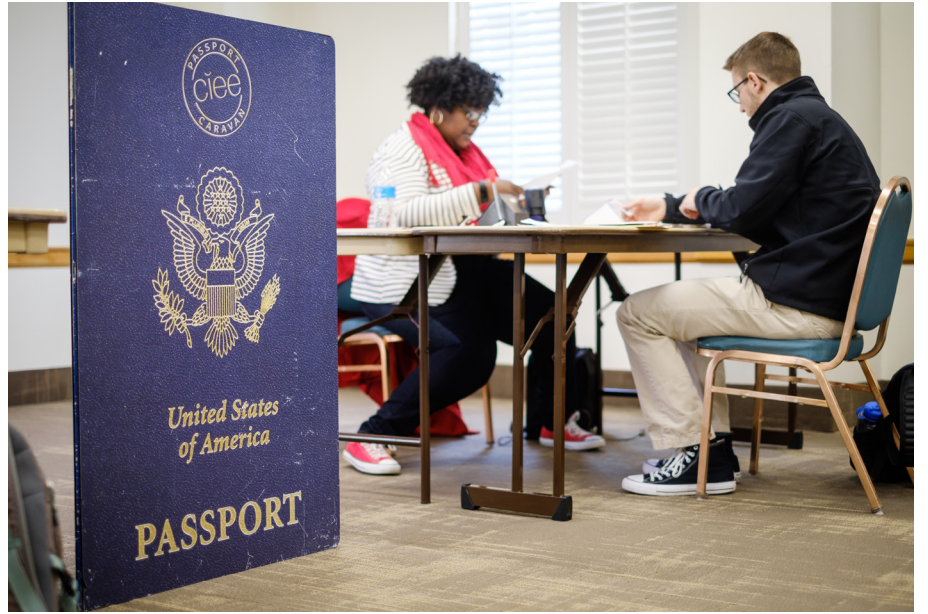 PASSPORT
ciee
CARAVAN
United States
of America
PASSPORT